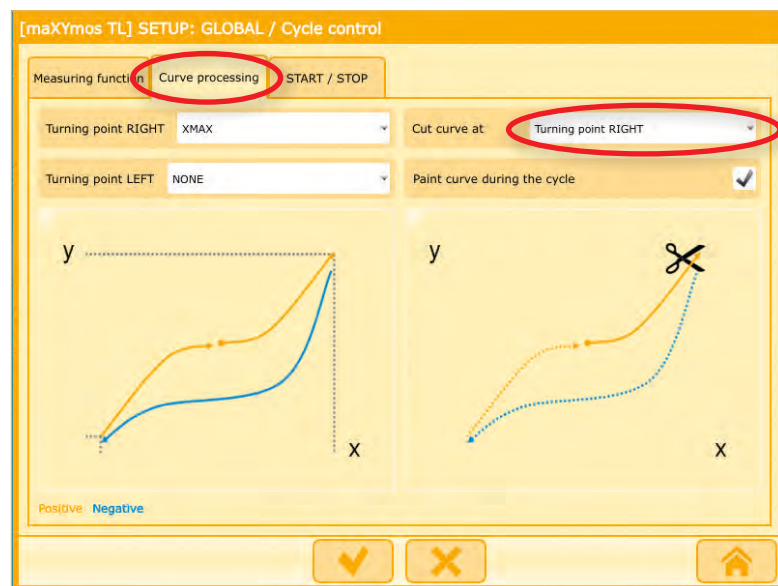 [maXYmos TL] SETUP: GLOBAL / Cycle control
Measuring function Curve processing START / STOP
Turning point RIGHT XMAX Cut curve at Turning point RIGHT
Turning point LEFT NONE Paint curve during the cycle
y y
x x
Positive Negative